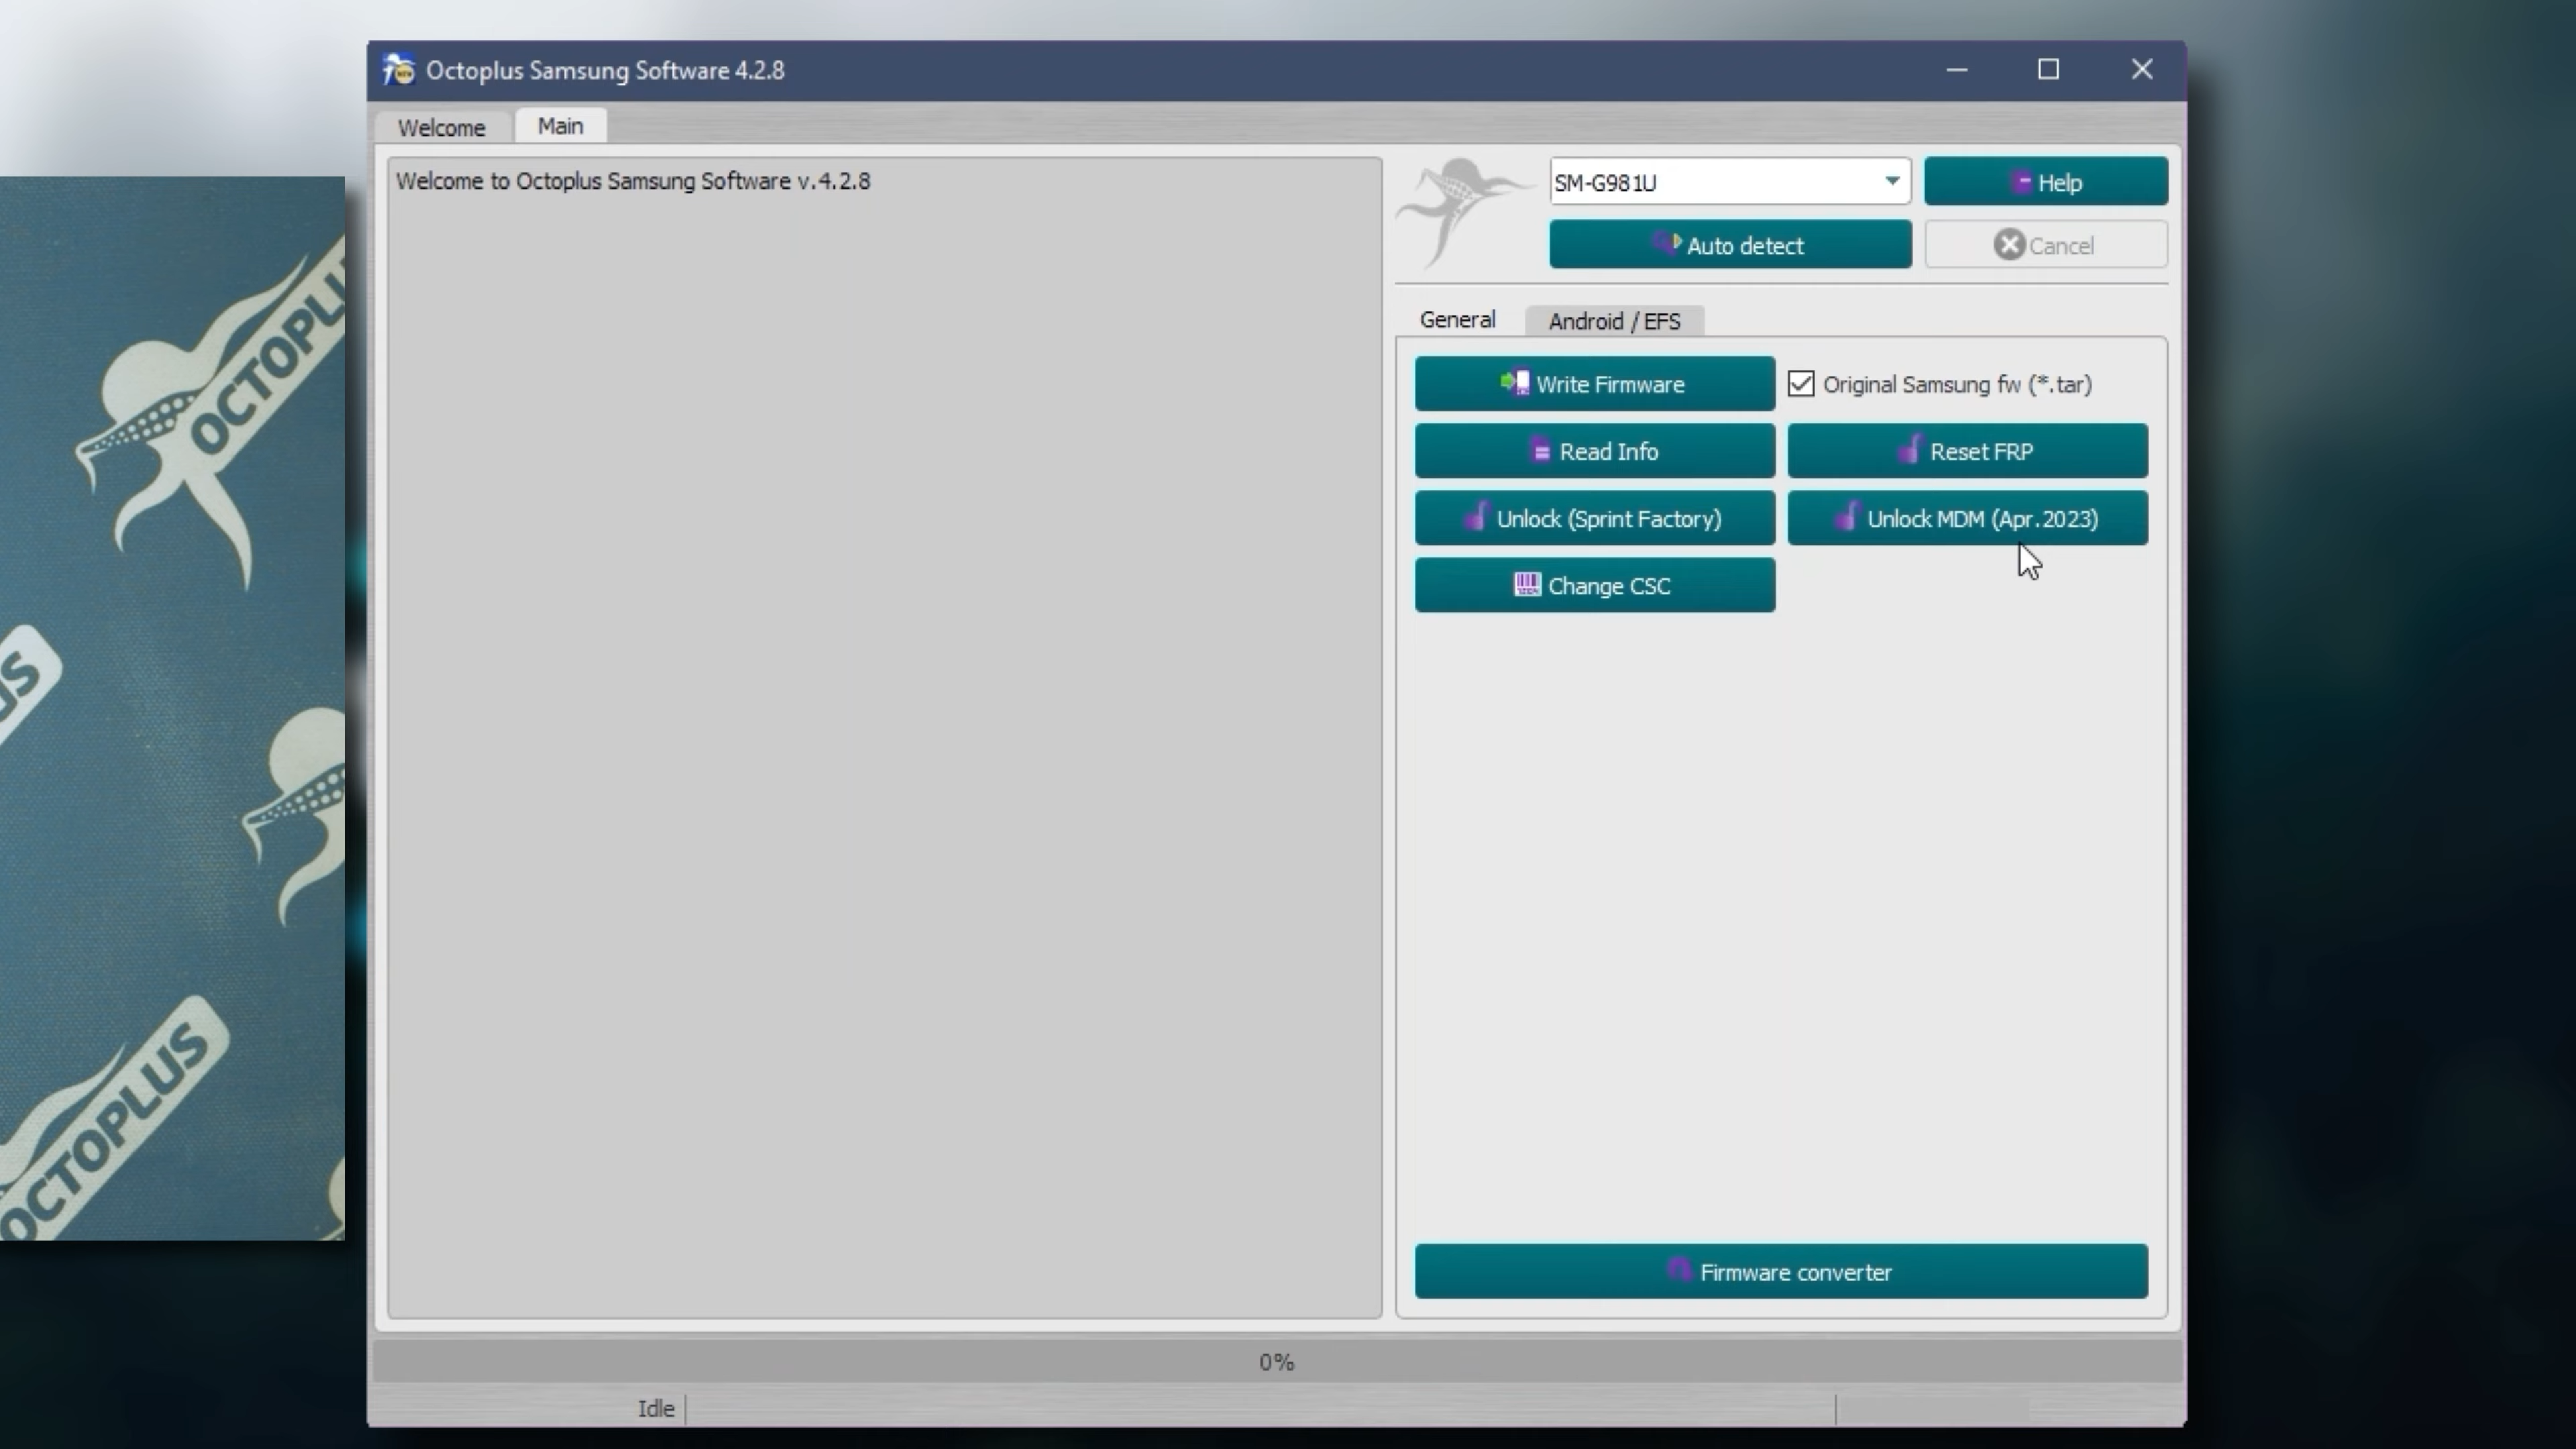 Octoplus Samsung Software 4.2.8
Welcome
Main
Welcome to Octoplus Samsung Software v.4.2.8
SM-G981U
Help
Auto detect
Cancel
General
Android / EFS
Write Firmware
Original Samsung fw (*.tar)
Read Info
Reset FRP
Unlock (Sprint Factory)
Unlock MDM (Apr.2023)
Change CSC
Firmware converter
0%
Idle
OCTOPLU
US
OCTOPLUS